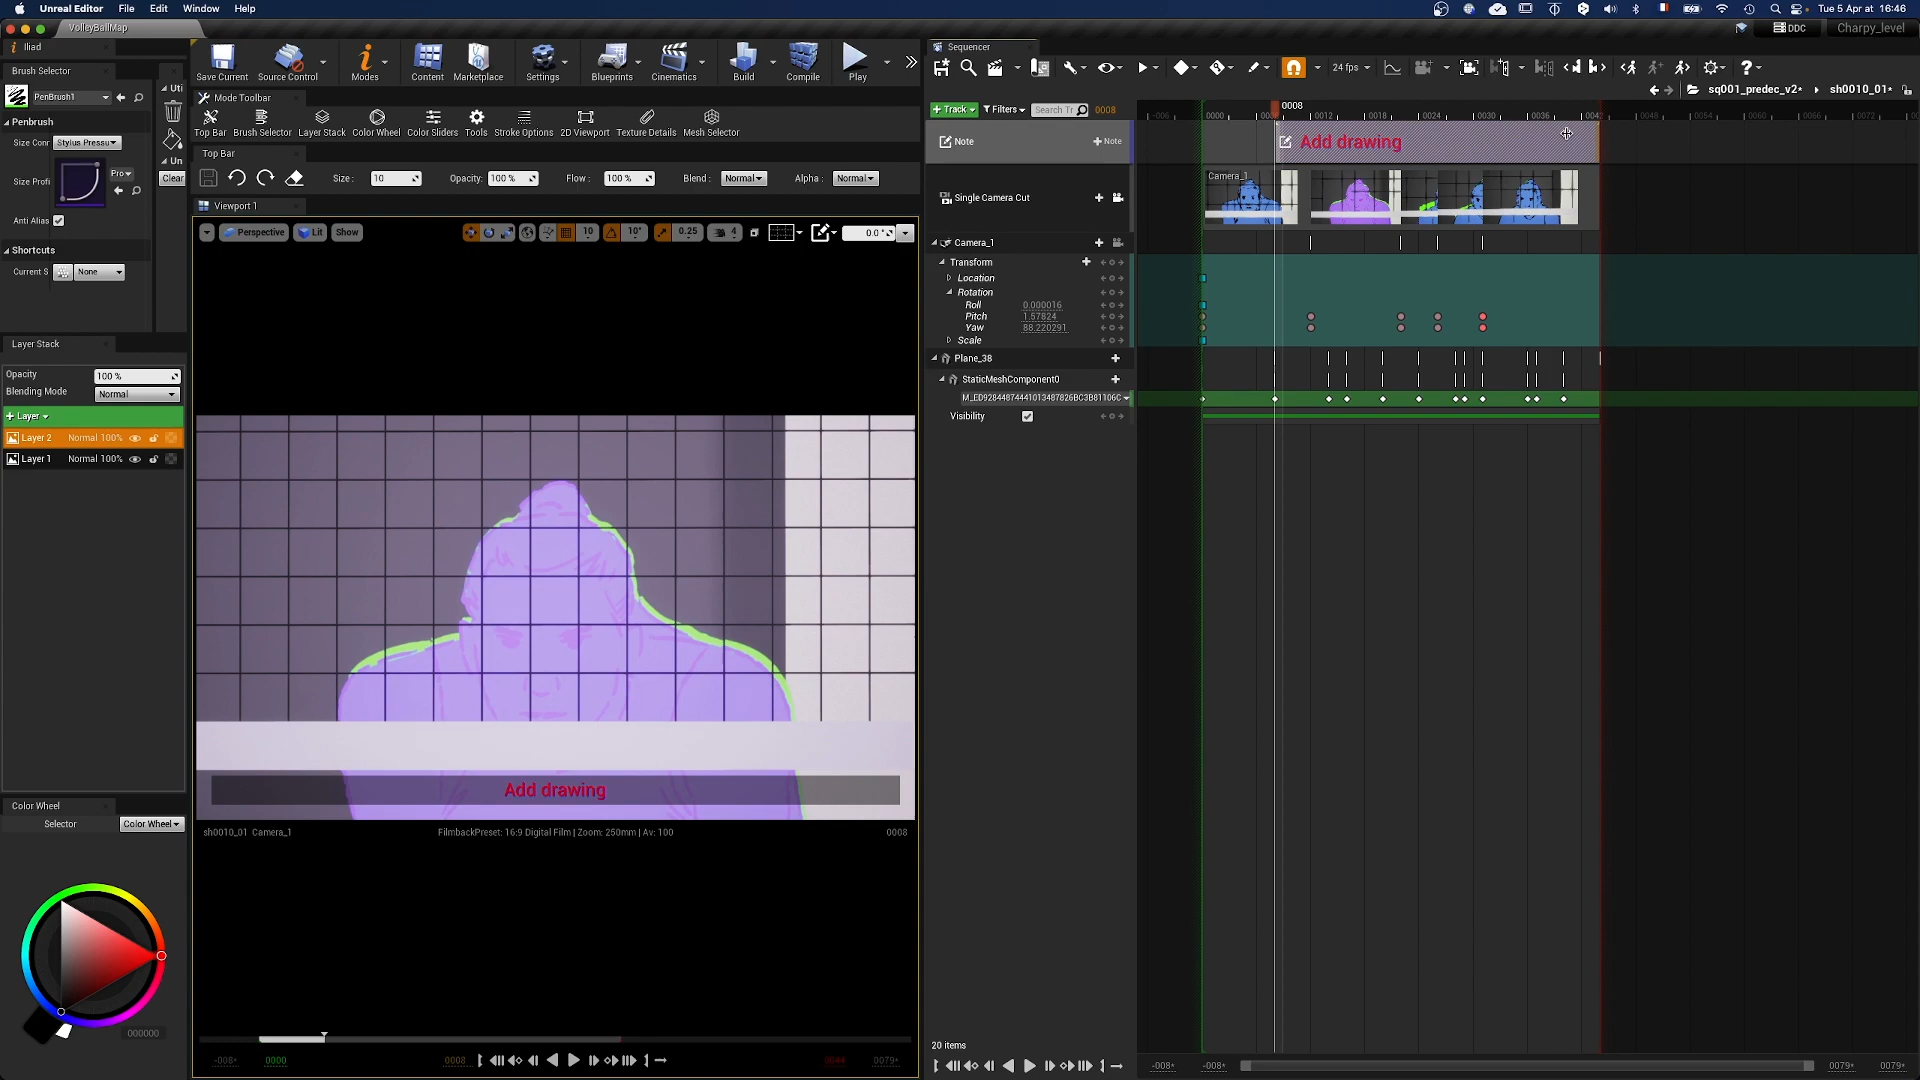 Unreal Editor File Edit Window Help
Tue 5 Apr at 16:46
VolleyBallMap
DDC
Charpy_level
Iliad
Brush Selector
PenBrush1
Penbrush
Size Conr Stylus Pressu
Size Profi
Pro
Anti Alias
Shortcuts
Current S None
Uti
Un
Clear
Save Current Source Control Modes Content Marketplace Settings Blueprints Cinematics Build Compile Play
Mode Toolbar
Top Bar Brush Selector Layer Stack Color Wheel Color Sliders Tools Stroke Options 2D Viewport Texture Details Mesh Selector
Top Bar
Size : 10 Opacity: 100 % Flow : 100 % Blend : Normal Alpha : Normal
Viewport 1
Perspective Lit Show 10 10° 0.25 4 0.0 °
Layer Stack
Opacity 100 %
Blending Mode Normal
+ Layer
Layer 2 Normal 100%
Layer 1 Normal 100%
Color Wheel
Selector Color Wheel
000000
Add drawing
sh0010_01 Camera_1 FilmbackPreset: 16:9 Digital Film | Zoom: 250mm | Av: 100 0008
-008* 0000 0008 0044 0079*
Sequencer
24 fps
sq001_predec_v2* sh0010_01*
+ Track Filters Search Tr 0008
0008
-006 0000 0012 0018 0024 0030 0036 0042 0048 0054 0060 0066 0072
Note + Note
Add drawing
Single Camera Cut
Camera_1
Camera_1
Transform
Location
Rotation
Roll 0.000016
Pitch 1.57824
Yaw 88.220291
Scale
Plane_38
StaticMeshComponent0
M_ED92844874441013487826BC3B81106C
Visibility
20 items
-008* -008* 0079* 0079*